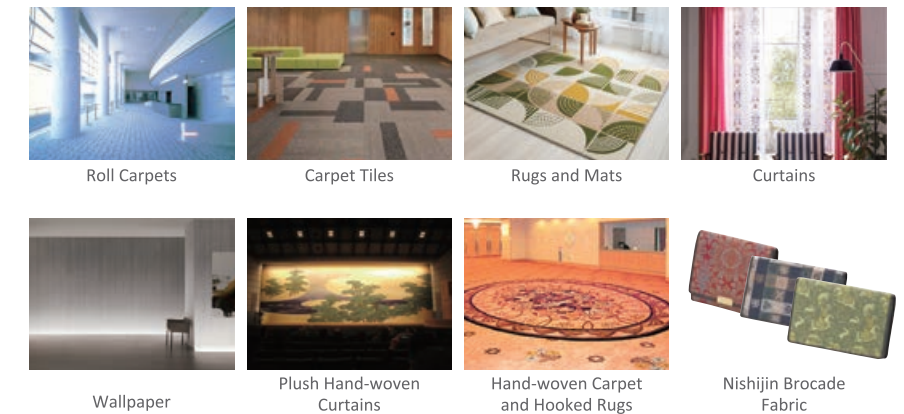 Roll Carpets
Carpet Tiles
Rugs and Mats
Curtains
Wallpaper
Plush Hand-woven
Curtains
Hand-woven Carpet
and Hooked Rugs
Nishijin Brocade
Fabric